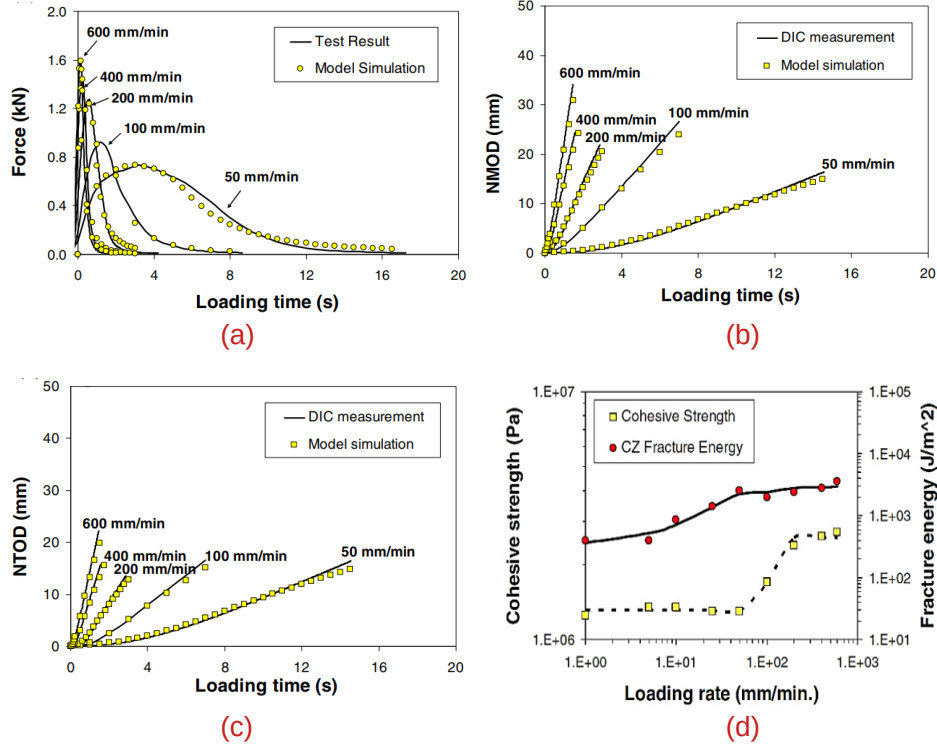 2.0
1.6
1.2
0.8
0.4
0.0
0 4 8 12 16 20
Force (kN)
Loading time (s)
600 mm/min
400 mm/min
200 mm/min
100 mm/min
50 mm/min
Test Result
Model Simulation
(a)
50
40
30
20
10
0
0 4 8 12 16 20
NMOD (mm)
Loading time (s)
DIC measurement
Model simulation
600 mm/min
400 mm/min
200 mm/min
100 mm/min
50 mm/min
(b)
50
40
30
20
10
0
0 4 8 12 16 20
NTOD (mm)
Loading time (s)
DIC measurement
Model simulation
600 mm/min
400 mm/min
200 mm/min
100 mm/min
50 mm/min
(c)
1.E+07
1.E+06
Cohesive strength (Pa)
Cohesive Strength
CZ Fracture Energy
1.E+05
1.E+04
1.E+03
1.E+02
1.E+01
Fracture energy (J/m^2)
1.E+00 1.E+01 1.E+02 1.E+03
Loading rate (mm/min.)
(d)